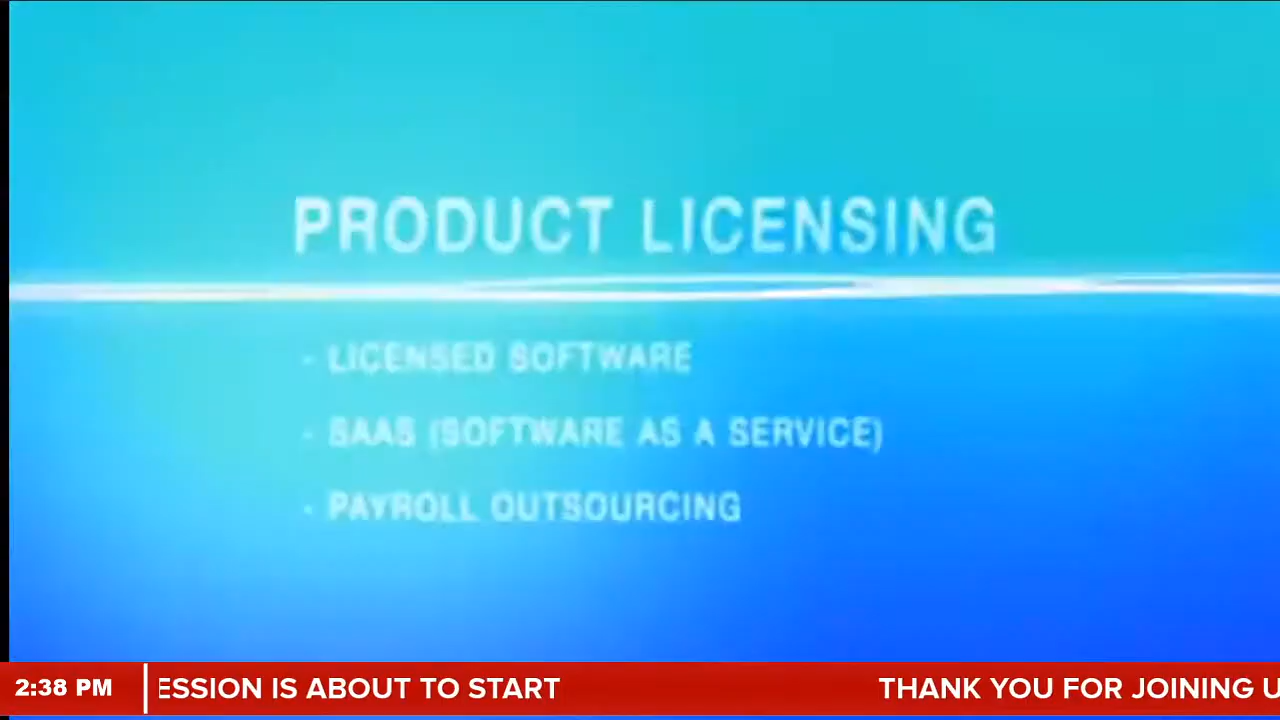 PRODUCT LICENSING
- LICENSED SOFTWARE
- SAAS (SOFTWARE AS A SERVICE)
- PAYROLL OUTSOURCING
2:38 PM ESSION IS ABOUT TO START THANK YOU FOR JOINING U